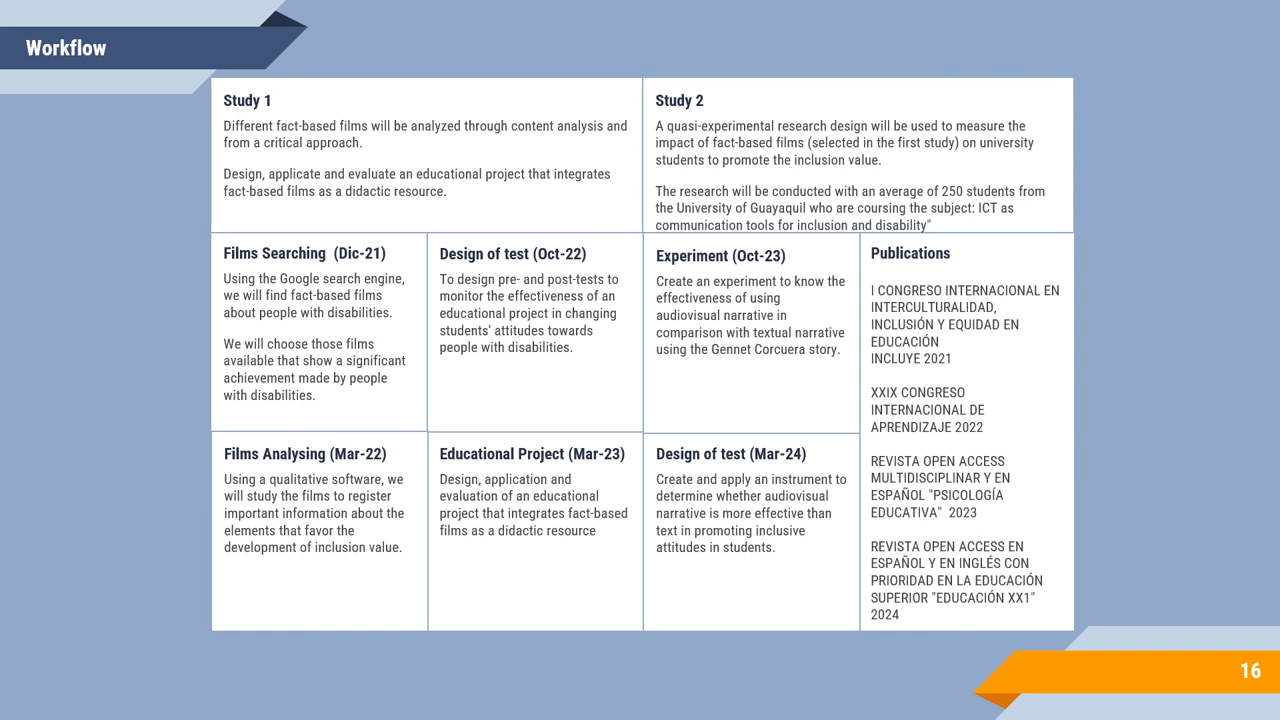 Workflow
Study 1
Different fact-based films will be analyzed through content analysis and
from a critical approach.
Design, applicate and evaluate an educational project that integrates
fact-based films as a didactic resource.
Study 2
A quasi-experimental research design will be used to measure the
impact of fact-based films (selected in the first study) on university
students to promote the inclusion value.
The research will be conducted with an average of 250 students from
the University of Guayaquil who are coursing the subject: ICT as
communication tools for inclusion and disability"
Films Searching (Dic-21)
Using the Google search engine,
we will find fact-based films
about people with disabilities.
We will choose those films
available that show a significant
achievement made by people
with disabilities.
Design of test (Oct-22)
To design pre- and post-tests to
monitor the effectiveness of an
educational project in changing
students' attitudes towards
people with disabilities.
Experiment (Oct-23)
Create an experiment to know the
effectiveness of using
audiovisual narrative in
comparison with textual narrative
using the Gennet Corcuera story.
Publications
I CONGRESO INTERNACIONAL EN
INTERCULTURALIDAD,
INCLUSIÓN Y EQUIDAD EN
EDUCACIÓN
INCLUYE 2021
XXIX CONGRESO
INTERNACIONAL DE
APRENDIZAJE 2022
REVISTA OPEN ACCESS
MULTIDISCIPLINAR Y EN
ESPAÑOL "PSICOLOGÍA
EDUCATIVA" 2023
REVISTA OPEN ACCESS EN
ESPAÑOL Y EN INGLÉS CON
PRIORIDAD EN LA EDUCACIÓN
SUPERIOR "EDUCACIÓN XX1"
2024
Films Analysing (Mar-22)
Using a qualitative software, we
will study the films to register
important information about the
elements that favor the
development of inclusion value.
Educational Project (Mar-23)
Design, application and
evaluation of an educational
project that integrates fact-based
films as a didactic resource
Design of test (Mar-24)
Create and apply an instrument to
determine whether audiovisual
narrative is more effective than
text in promoting inclusive
attitudes in students.
16